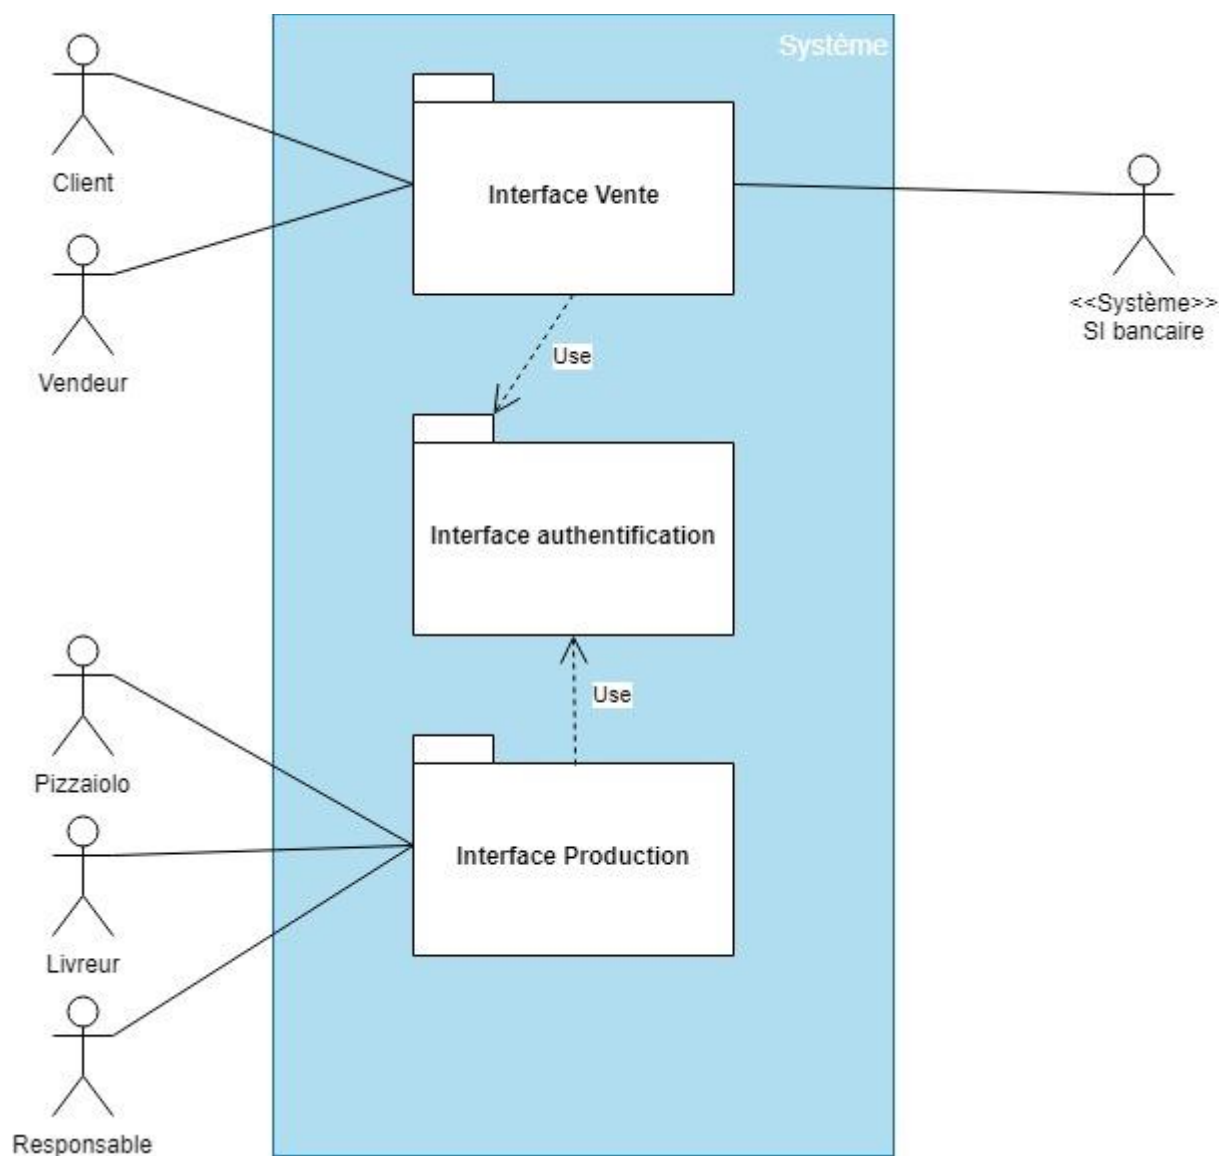 Système
Client
Interface Vente
<<Système>>
SI bancaire
Vendeur
Use
Interface authentification
Use
Pizzaiolo
Interface Production
Livreur
Responsable